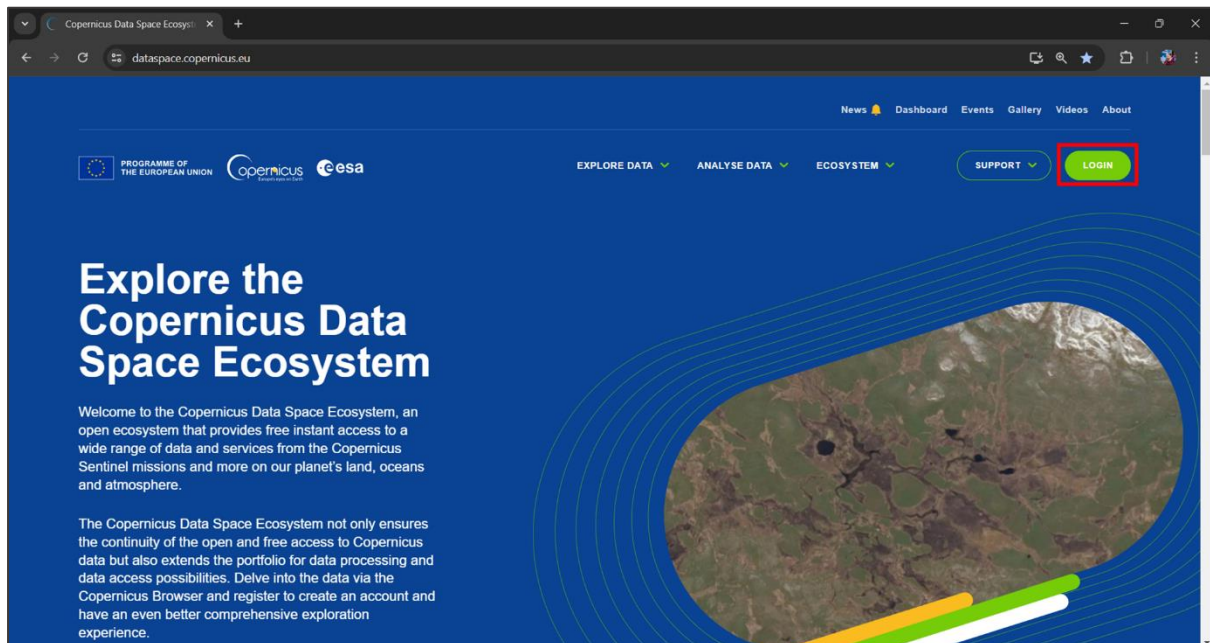 Copernicus Data Space Ecosyst
dataspace.copernicus.eu
News Dashboard Events Gallery Videos About
PROGRAMME OF
THE EUROPEAN UNION
opernicus
Europe's eyes on Earth
esa
EXPLORE DATA ANALYSE DATA ECOSYSTEM SUPPORT LOGIN
Explore the
Copernicus Data
Space Ecosystem
Welcome to the Copernicus Data Space Ecosystem, an
open ecosystem that provides free instant access to a
wide range of data and services from the Copernicus
Sentinel missions and more on our planet's land, oceans
and atmosphere.
The Copernicus Data Space Ecosystem not only ensures
the continuity of the open and free access to Copernicus
data but also extends the portfolio for data processing and
data access possibilities. Delve into the data via the
Copernicus Browser and register to create an account and
have an even better comprehensive exploration
experience.